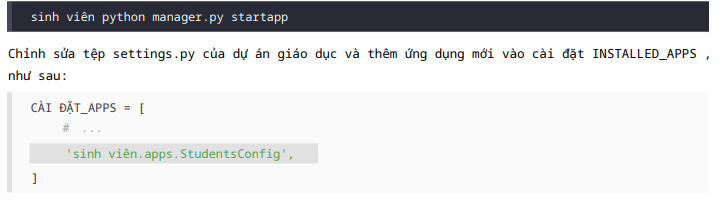 sinh viên python manager.py startapp
Chỉnh sửa tệp settings.py của dự án giáo dục và thêm ứng dụng mới vào cài đặt INSTALLED_APPS ,
như sau:
CÀI ĐẶT_APPS = [
# ...
'sinh viên.apps.StudentsConfig',
]